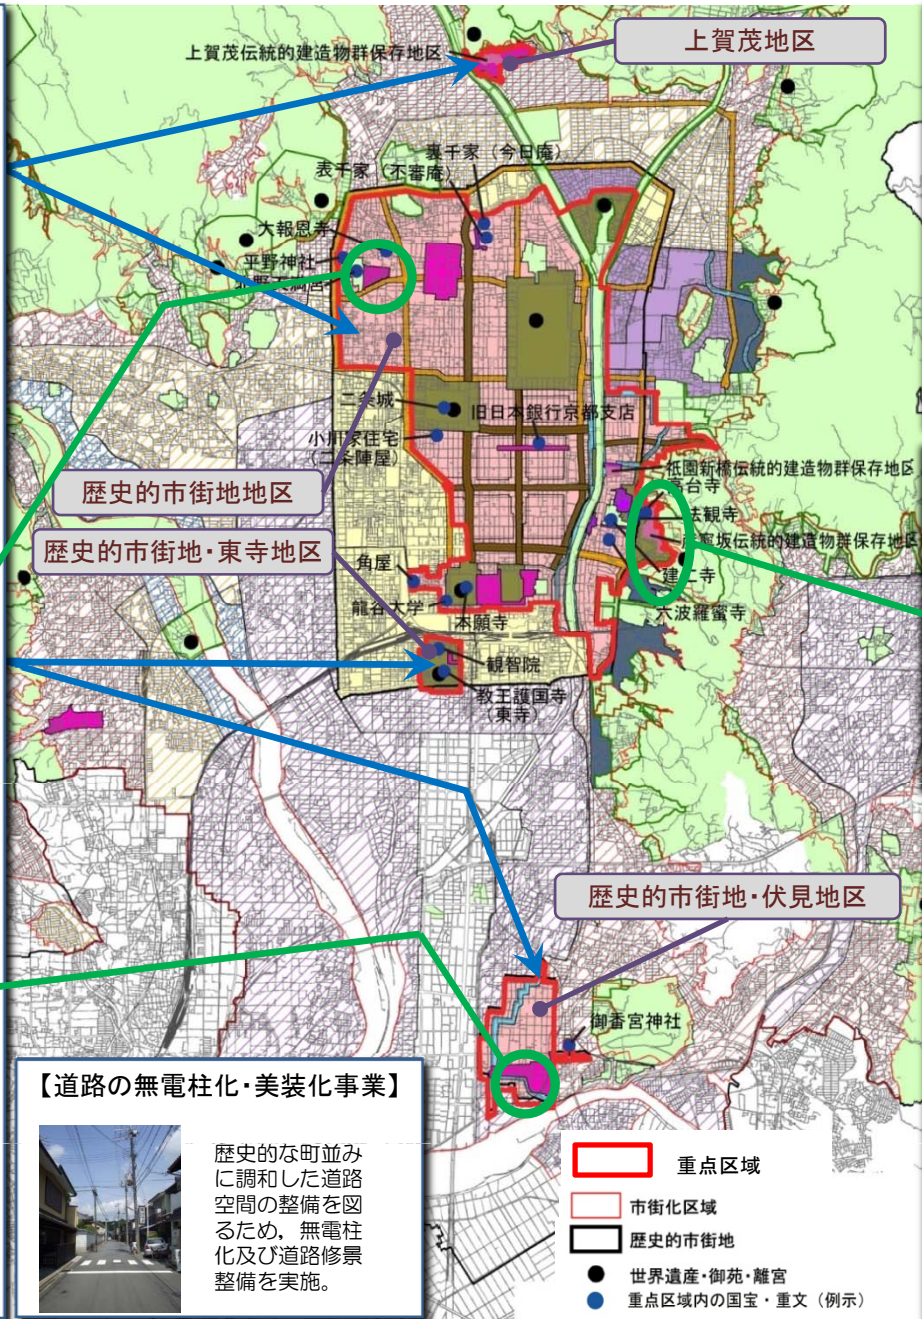 上賀茂伝統的建造物群保存地区
上賀茂地区
裏千家（今日庵）
表千家（不審庵）
大報恩寺
平野神社
北野天満宮
二条城
旧日本銀行京都支店
小川家住宅
（二条陣屋）
祇園新橋伝統的建造物群保存地区
高台寺
歴史的市街地地区
法観寺
産寧坂伝統的建造物群保存地区
歴史的市街地・東寺地区
角屋
建仁寺
龍谷大学
本願寺
六波羅蜜寺
観智院
教王護国寺
（東寺）
歴史的市街地・伏見地区
御香宮神社
【道路の無電柱化・美装化事業】
歴史的な町並み
に調和した道路
空間の整備を図
るため，無電柱
化及び道路修景
整備を実施。
重点区域
市街化区域
歴史的市街地
世界遺産・御苑・離宮
重点区域内の国宝・重文（例示）